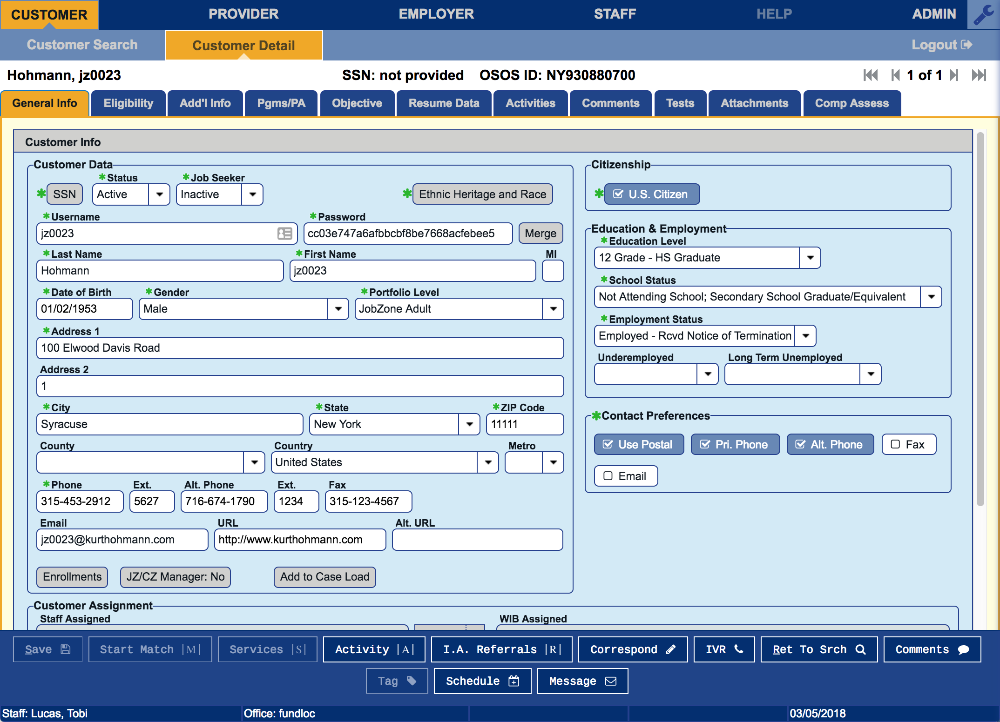 CUSTOMER PROVIDER EMPLOYER STAFF HELP ADMIN
Customer Search Customer Detail Logout
Hohmann, jz0023 SSN: not provided OSOS ID: NY930880700 1 of 1
General Info Eligibility Add'l Info Pgms/PA Objective Resume Data Activities Comments Tests Attachments Comp Assess
Customer Info
Customer Data
*Status *Job Seeker
*SSN Active Inactive *Ethnic Heritage and Race
*Username *Password
jz0023 cc03e747a6afbbcbf8be7668acfebee5 Merge
*Last Name *First Name MI
Hohmann jz0023
*Date of Birth *Gender *Portfolio Level
01/02/1953 Male JobZone Adult
*Address 1
100 Elwood Davis Road
Address 2
1
*City *State *ZIP Code
Syracuse New York 11111
County Country Metro
United States
*Phone Ext. Alt. Phone Ext. Fax
315-453-2912 5627 716-674-1790 1234 315-123-4567
Email URL Alt. URL
jz0023@kurthohmann.com http://www.kurthohmann.com
Enrollments JZ/CZ Manager: No Add to Case Load
Citizenship
*U.S. Citizen
Education & Employment
*Education Level
12 Grade - HS Graduate
*School Status
Not Attending School; Secondary School Graduate/Equivalent
*Employment Status
Employed - Rcvd Notice of Termination
Underemployed Long Term Unemployed
*Contact Preferences
Use Postal Pri. Phone Alt. Phone Fax
Email
Customer Assignment
Staff Assigned WIB Assigned
Save Start Match |M| Services |S| Activity |A| I.A. Referrals |R| Correspond IVR Ret To Srch Comments
Tag Schedule Message
Staff: Lucas, Tobi Office: fundloc 03/05/2018